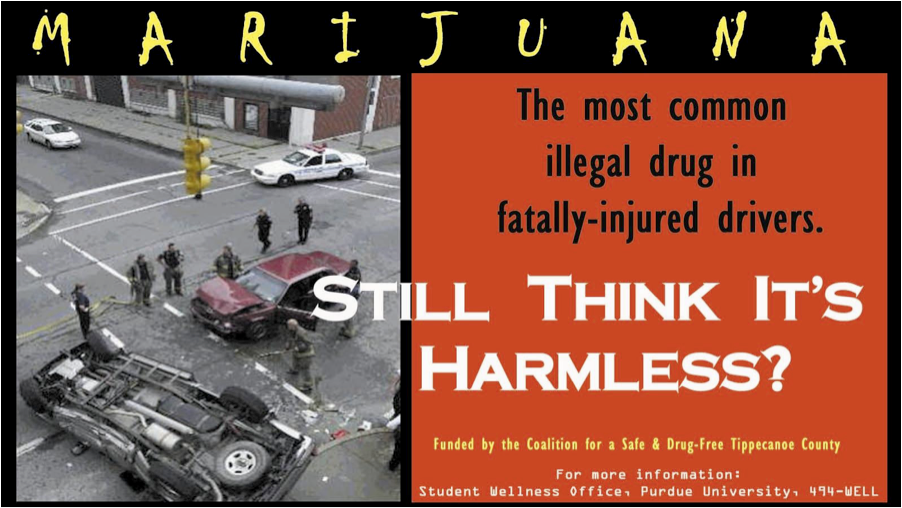 MARIJUANA
The most common
illegal drug in
fatally-injured drivers.
STILL THINK IT'S
HARMLESS?
Funded by the Coalition for a Safe & Drug-Free Tippecanoe County
For more information:
Student Wellness Office, Purdue University, 494-WELL